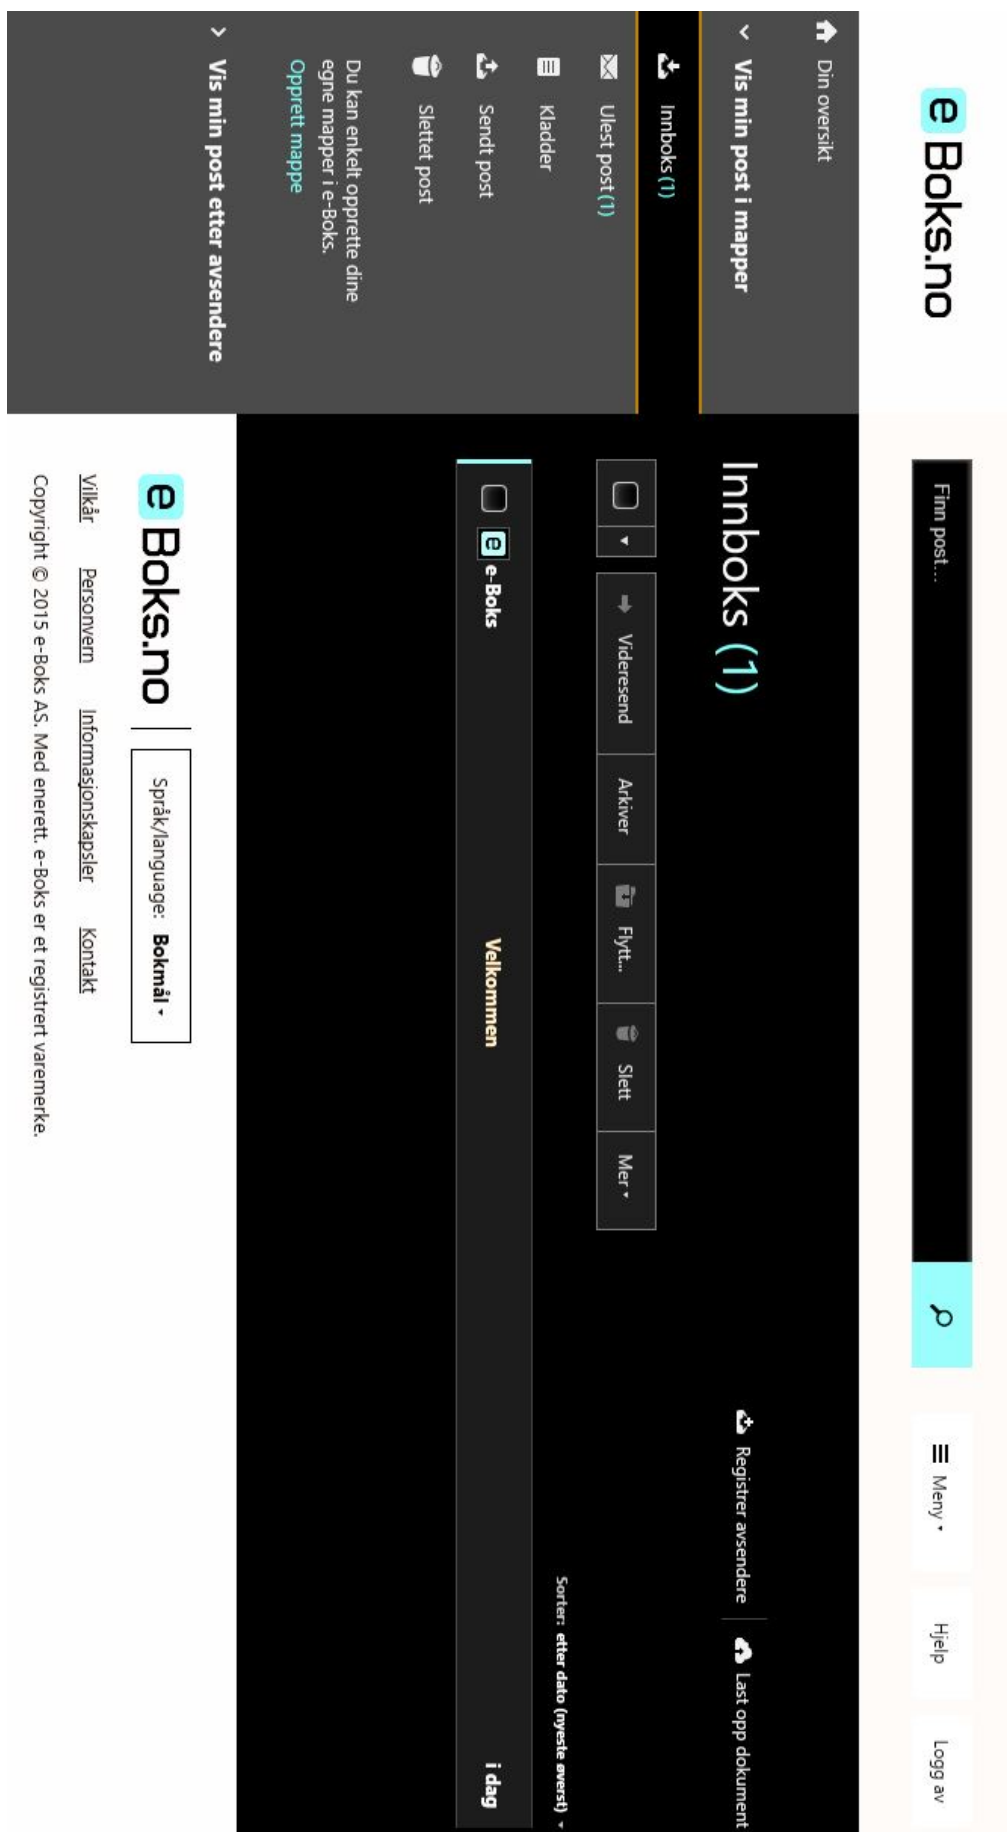 e Boks.no
Finn post...
Meny
Hjelp
Logg av
Din oversikt
Vis min post i mapper
Innboks (1)
Ulest post (1)
Kladder
Sendt post
Slettet post
Du kan enkelt opprette dine
egne mapper i e-Boks.
Opprett mappe
Vis min post etter avsendere
Innboks (1)
Registrer avsendere
Last opp dokument
Videresend
Arkiver
Flytt...
Slett
Mer
Sorter: etter dato (nyeste øverst)
e e-Boks
Velkommen
i dag
e Boks.no
Språk/language: Bokmål
Vilkår Personvern Informasjonskapsler Kontakt
Copyright © 2015 e-Boks AS. Med enerett. e-Boks er et registrert varemerke.